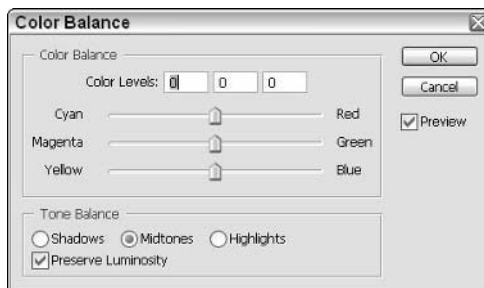 Color Balance
Color Balance
OK
Color Levels: 0 0 0
Cancel
Cyan Red
Preview
Magenta Green
Yellow Blue
Tone Balance
Shadows Midtones Highlights
Preserve Luminosity